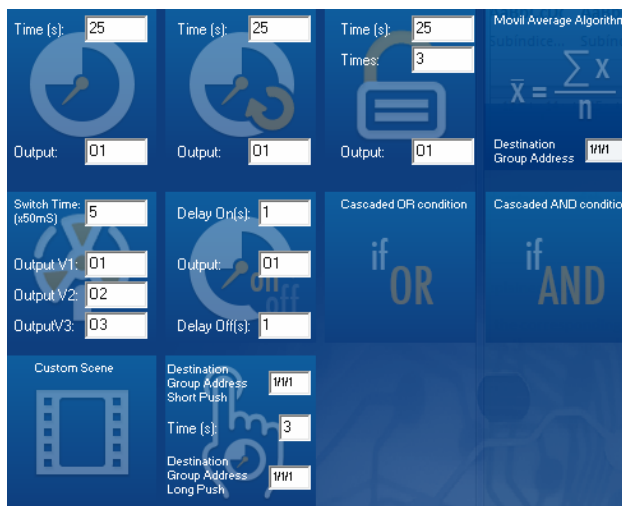 Time (s): 25
Output: 01
Time (s): 25
Output: 01
Time (s): 25
Times: 3
Output: 01
Movil Average Algorithm
x̅ = ∑ x
n
Destination
Group Address 1/1/1
Switch Time: 5
(x50mS)
Output V1: 01
Output V2: 02
OutputV3: 03
Delay On(s): 1
Output: 01
on
off
Delay Off(s): 1
Cascaded OR condition
if
OR
Cascaded AND conditio
if
AND
Custom Scene
Destination
Group Address 1/1/1
Short Push
Time (s): 3
Destination
Group Address 1/1/1
Long Push